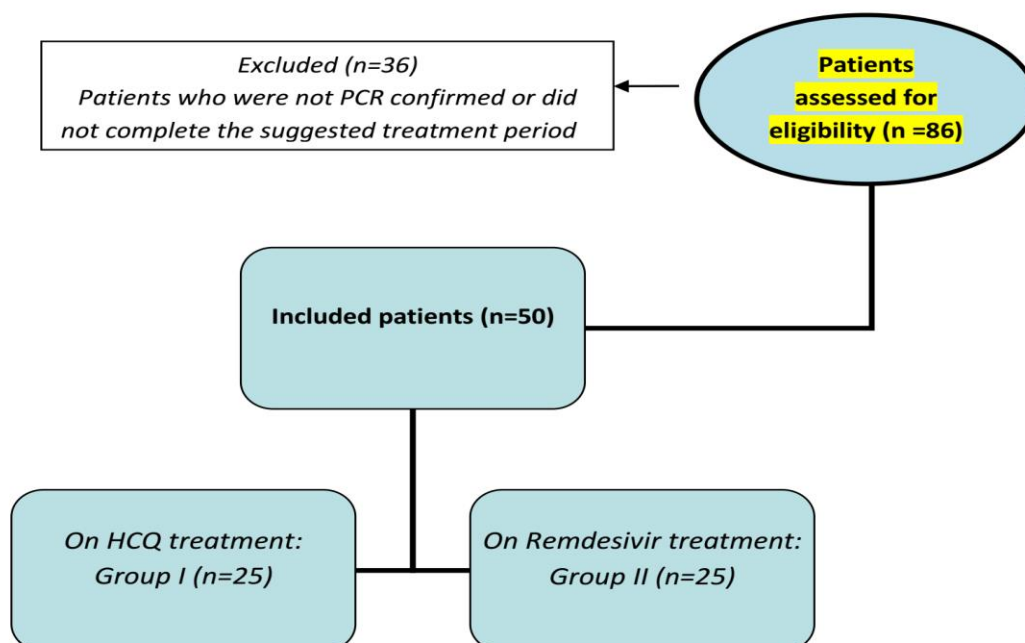 Excluded (n=36)
Patients who were not PCR confirmed or did
not complete the suggested treatment period
Patients
assessed for
eligibility (n =86)
Included patients (n=50)
On HCQ treatment:
Group I (n=25)
On Remdesivir treatment:
Group II (n=25)